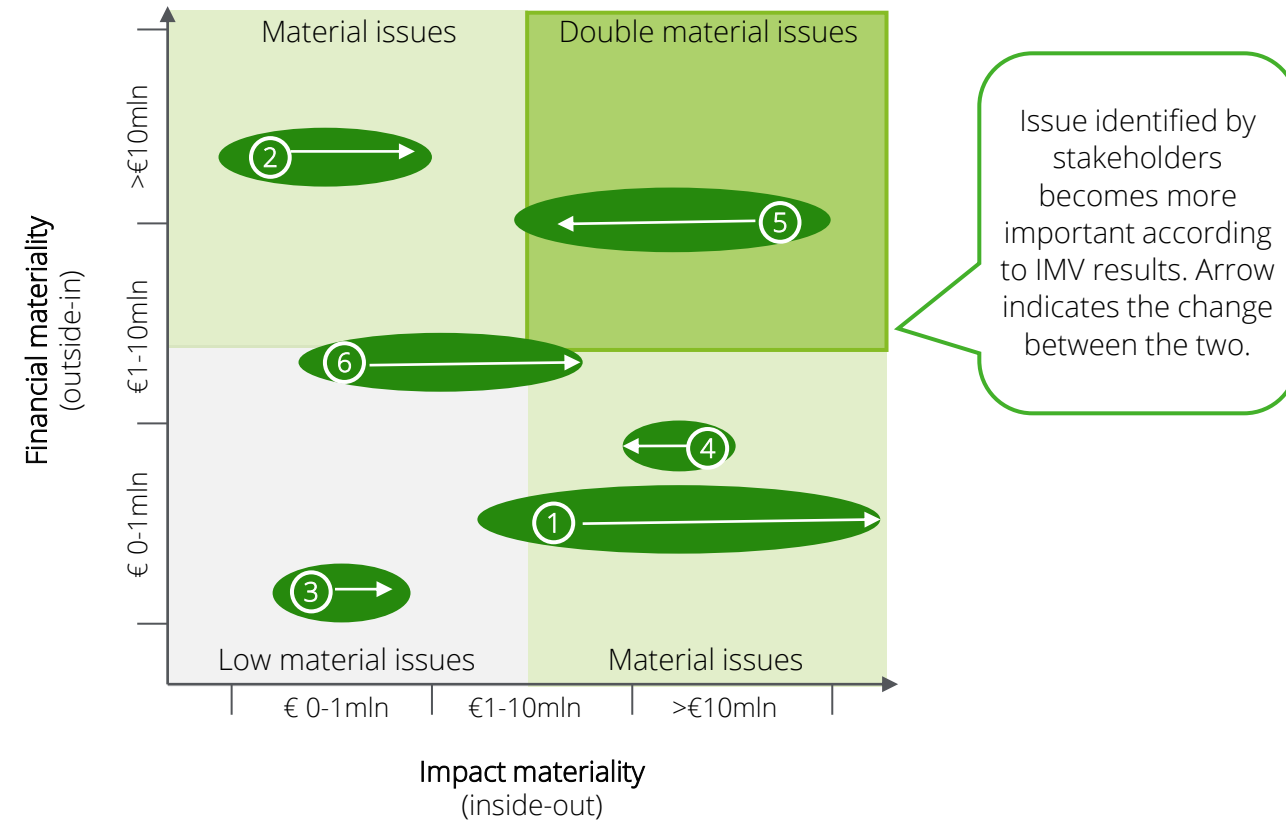 Material issues
Double material issues
>€10mln
€1-10mln
€ 0-1mln
Financial materiality
(outside-in)
2
5
6
4
1
3
Low material issues
Material issues
€ 0-1mln
€1-10mln
>€10mln
Impact materiality
(inside-out)
Issue identified by
stakeholders
becomes more
important according
to IMV results. Arrow
indicates the change
between the two.